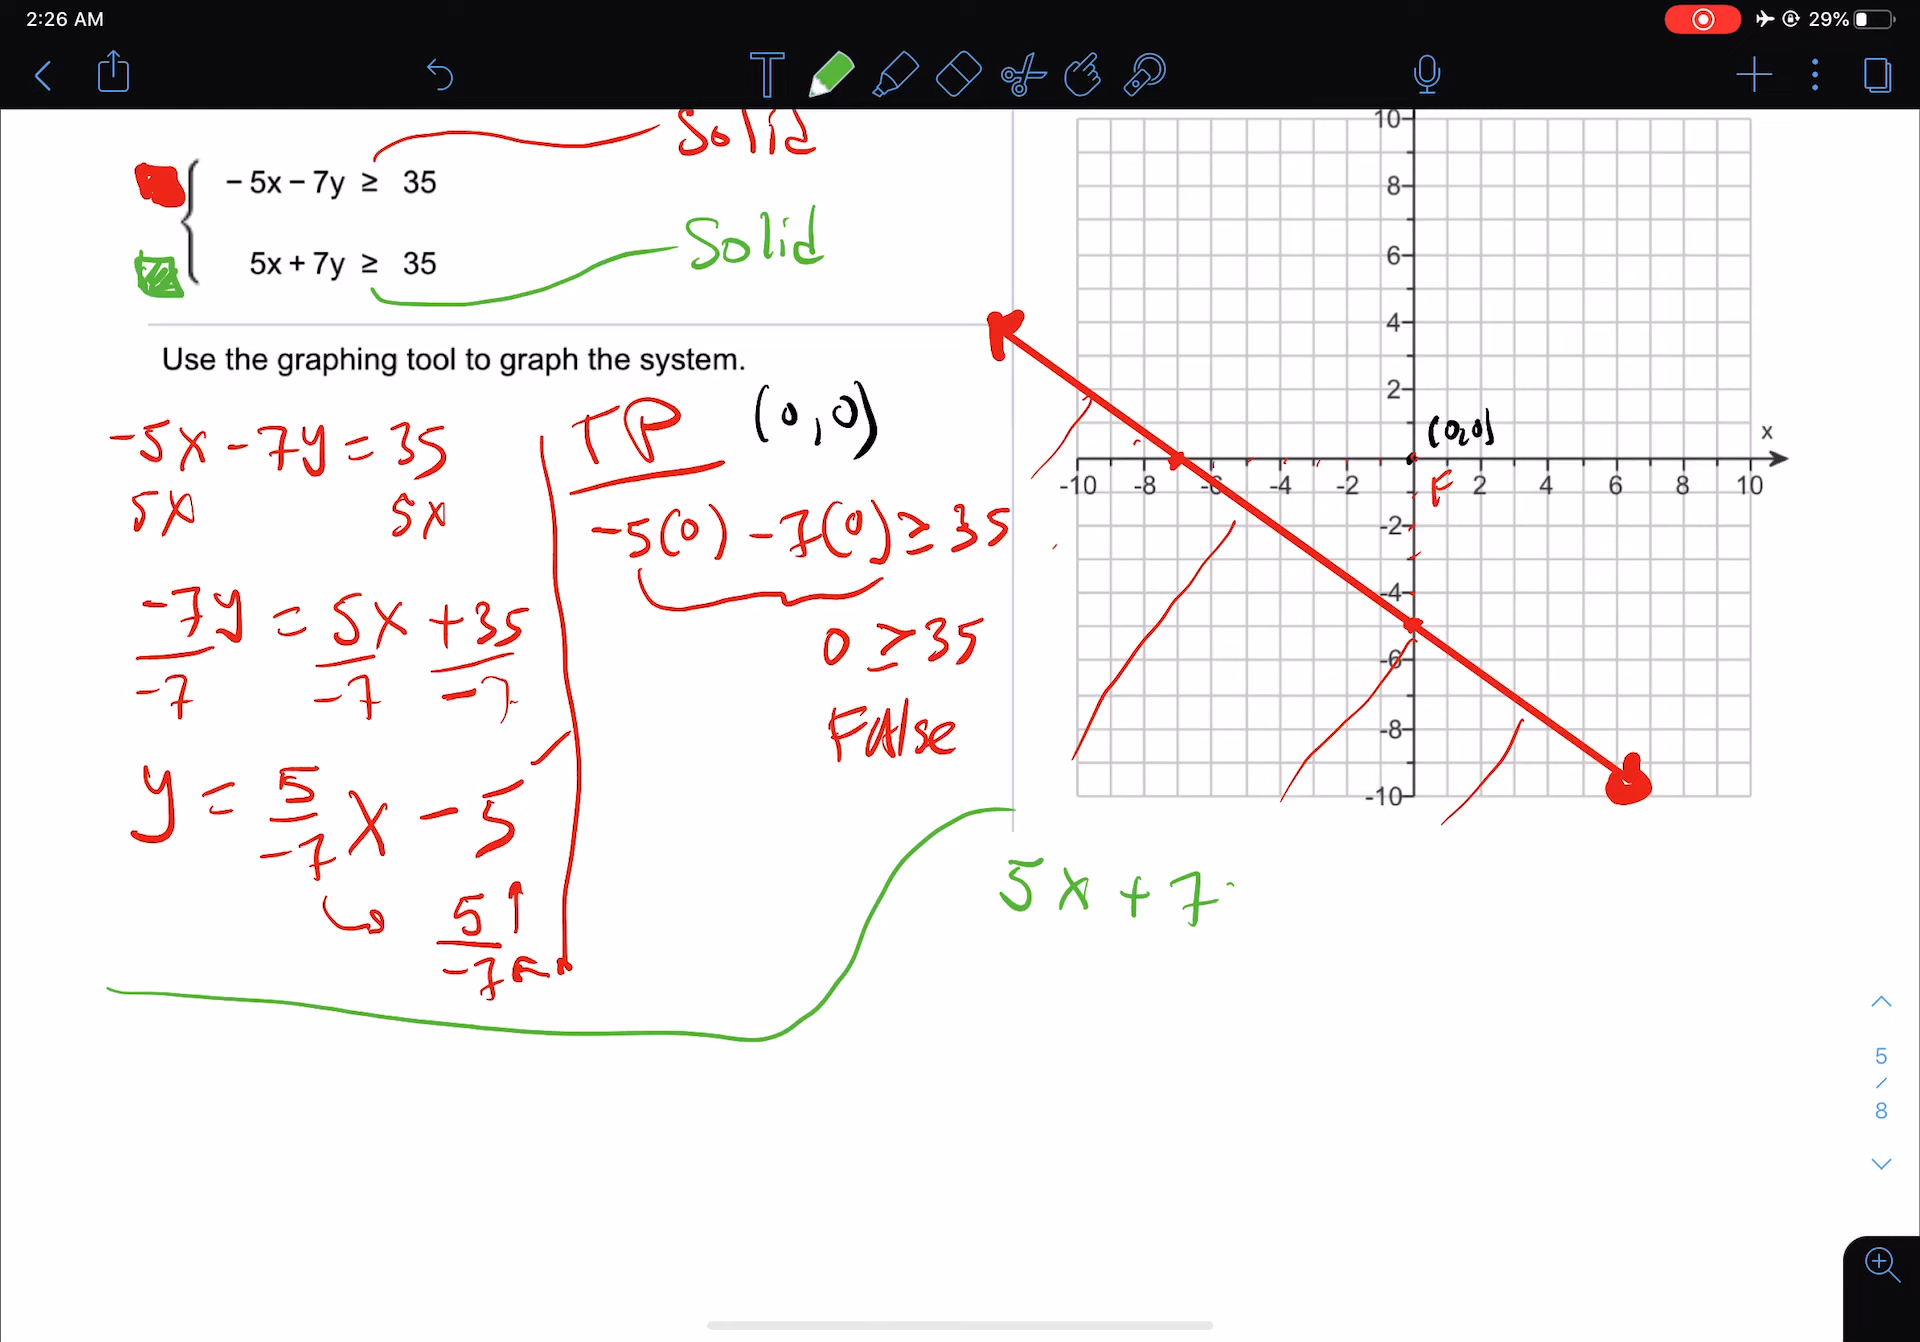 2:26 AM
29%
Solid
-5x-7y ≥ 35
Solid
5x+7y ≥ 35
Use the graphing tool to graph the system.
-5x-7y=35
5x 5x
-7y = 5x +35
-7 -7 -7
y = 5/-7 x - 5
5↑
-7←
TP (0,0)
-5(0) -7(0) ≥ 35
0 ≥ 35
FAlse
10
8
6
4
2
(0,0)
x
-10 -8 -6 -4 -2 2 4 6 8 10
F
-2
-4
-6
-8
-10
5x + 7
5
/
8